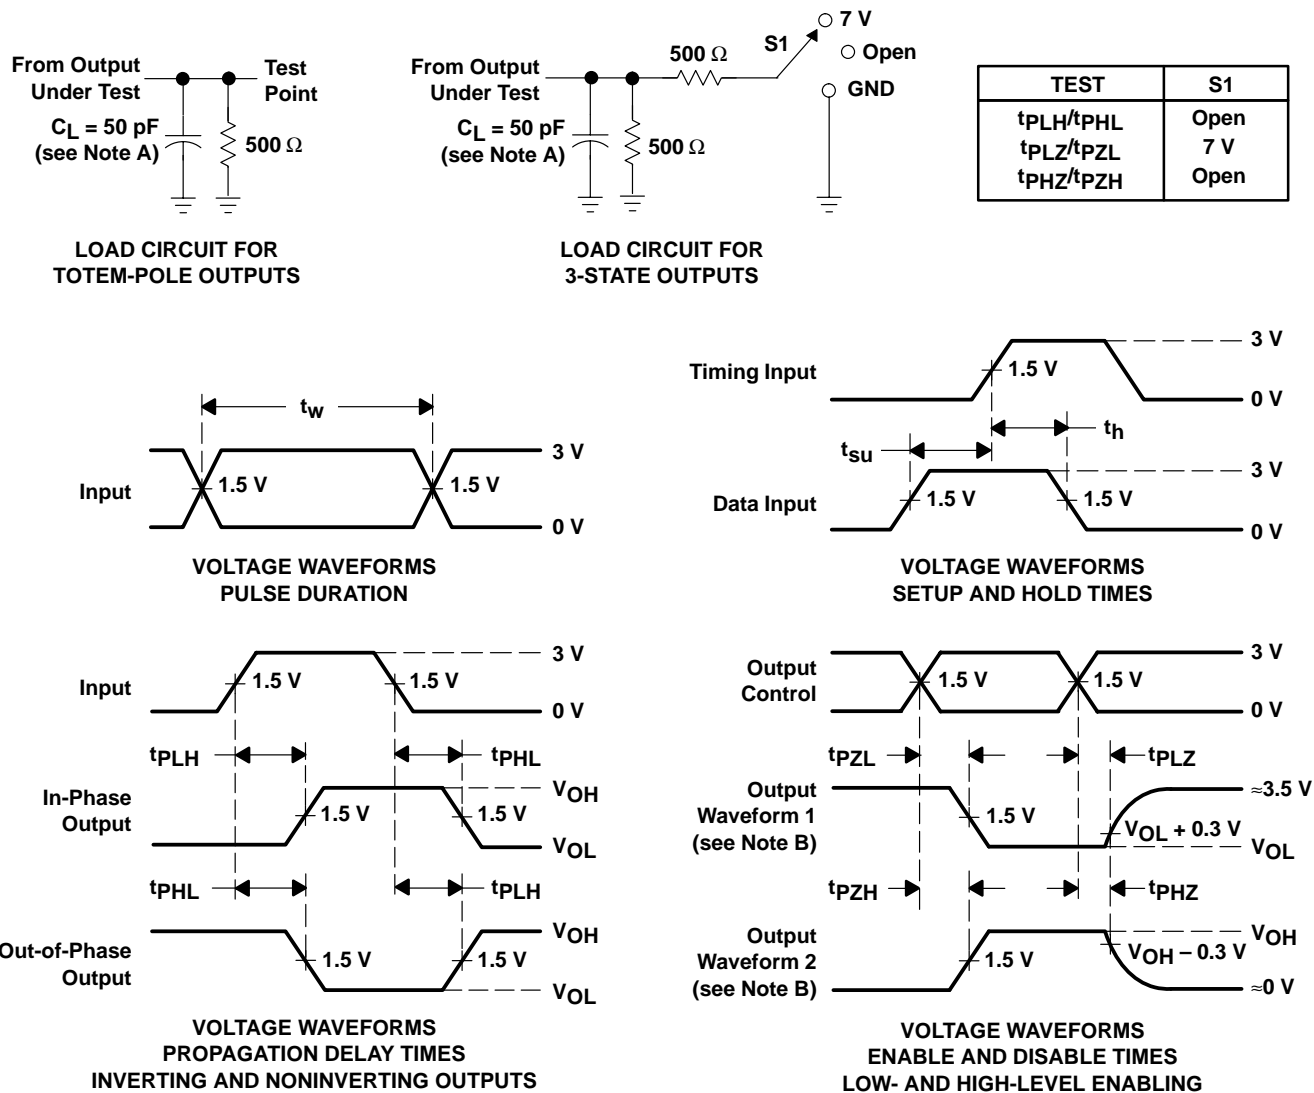 From Output
Under Test
Test
Point
CL = 50 pF
(see Note A)
500 Ω
LOAD CIRCUIT FOR
TOTEM-POLE OUTPUTS
From Output
Under Test
CL = 50 pF
(see Note A)
500 Ω
500 Ω
S1
7 V
Open
GND
LOAD CIRCUIT FOR
3-STATE OUTPUTS
TEST S1
tPLH/tPHL Open
tPLZ/tPZL 7 V
tPHZ/tPZH Open
tw
Input
1.5 V
1.5 V
3 V
0 V
VOLTAGE WAVEFORMS
PULSE DURATION
Timing Input
1.5 V
3 V
0 V
tsu
th
Data Input
1.5 V
1.5 V
3 V
0 V
VOLTAGE WAVEFORMS
SETUP AND HOLD TIMES
Input
1.5 V
1.5 V
3 V
0 V
tPLH
tPHL
In-Phase
Output
1.5 V
1.5 V
VOH
VOL
tPHL
tPLH
Out-of-Phase
Output
1.5 V
1.5 V
VOH
VOL
VOLTAGE WAVEFORMS
PROPAGATION DELAY TIMES
INVERTING AND NONINVERTING OUTPUTS
Output
Control
1.5 V
1.5 V
3 V
0 V
tPZL
tPLZ
Output
Waveform 1
(see Note B)
1.5 V
VOL + 0.3 V
≈3.5 V
VOL
tPZH
tPHZ
Output
Waveform 2
(see Note B)
1.5 V
VOH – 0.3 V
VOH
≈0 V
VOLTAGE WAVEFORMS
ENABLE AND DISABLE TIMES
LOW- AND HIGH-LEVEL ENABLING